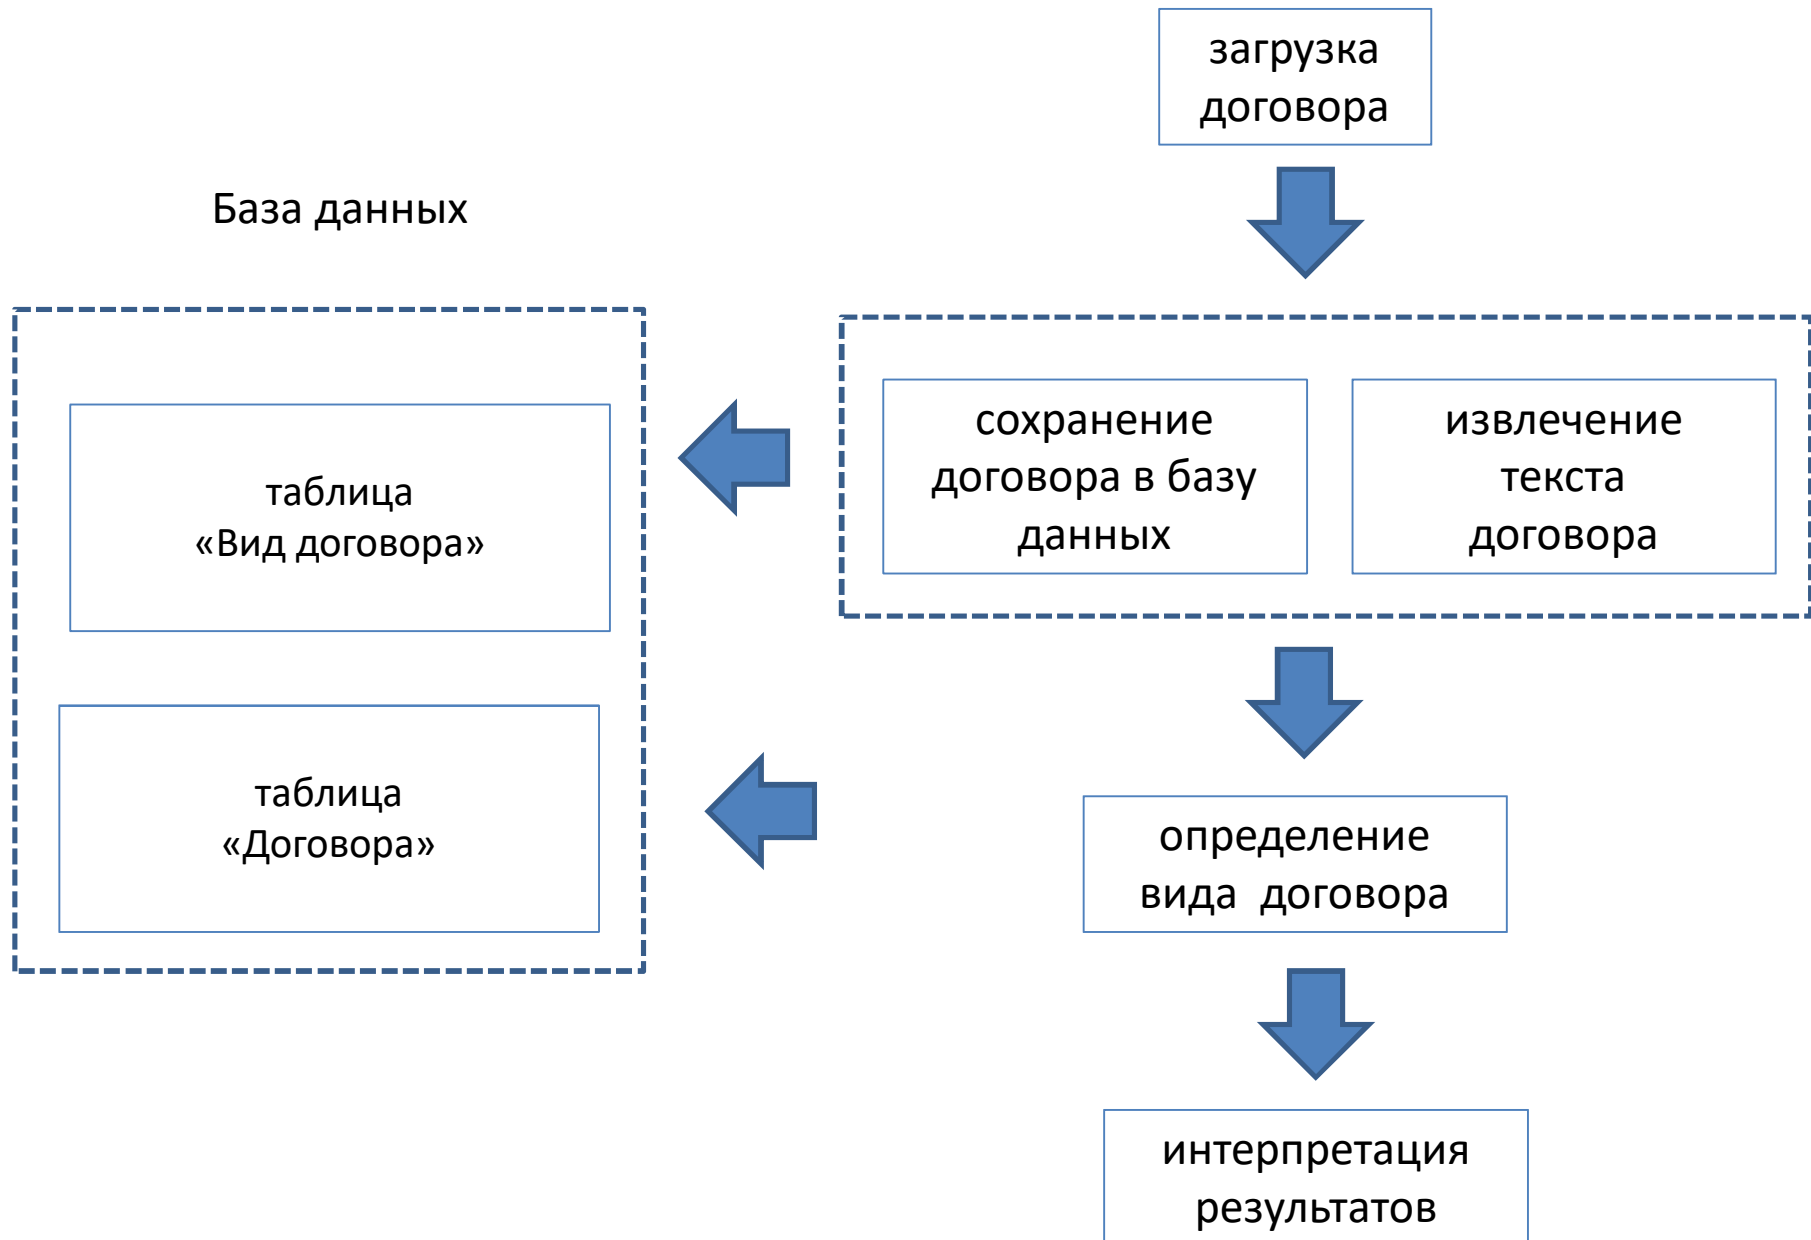 загрузка
договора
База данных
сохранение
договора в базу
данных
извлечение
текста
договора
таблица
«Вид договора»
таблица
«Договора»
определение
вида  договора
интерпретация
результатов